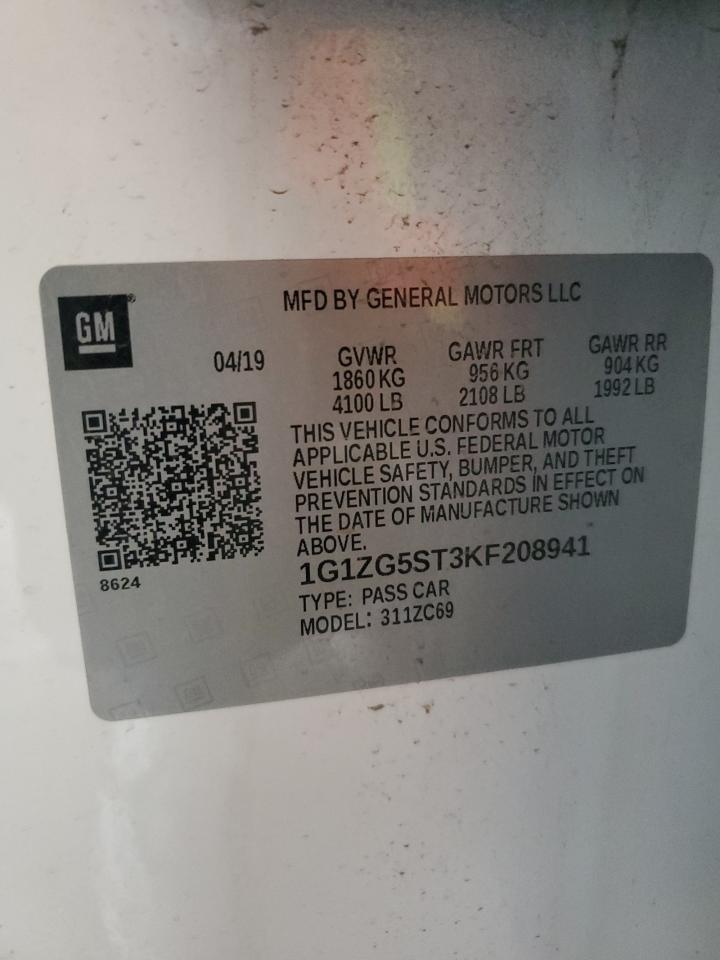 GM®
MFD BY GENERAL MOTORS LLC
04/19
GVWR
1860 KG
4100 LB
GAWR FRT
956 KG
2108 LB
GAWR RR
904 KG
1992 LB
THIS VEHICLE CONFORMS TO ALL
APPLICABLE U.S. FEDERAL MOTOR
VEHICLE SAFETY, BUMPER, AND THEFT
PREVENTION STANDARDS IN EFFECT ON
THE DATE OF MANUFACTURE SHOWN
ABOVE.
8624
1G1ZG5ST3KF208941
TYPE: PASS CAR
MODEL: 311ZC69